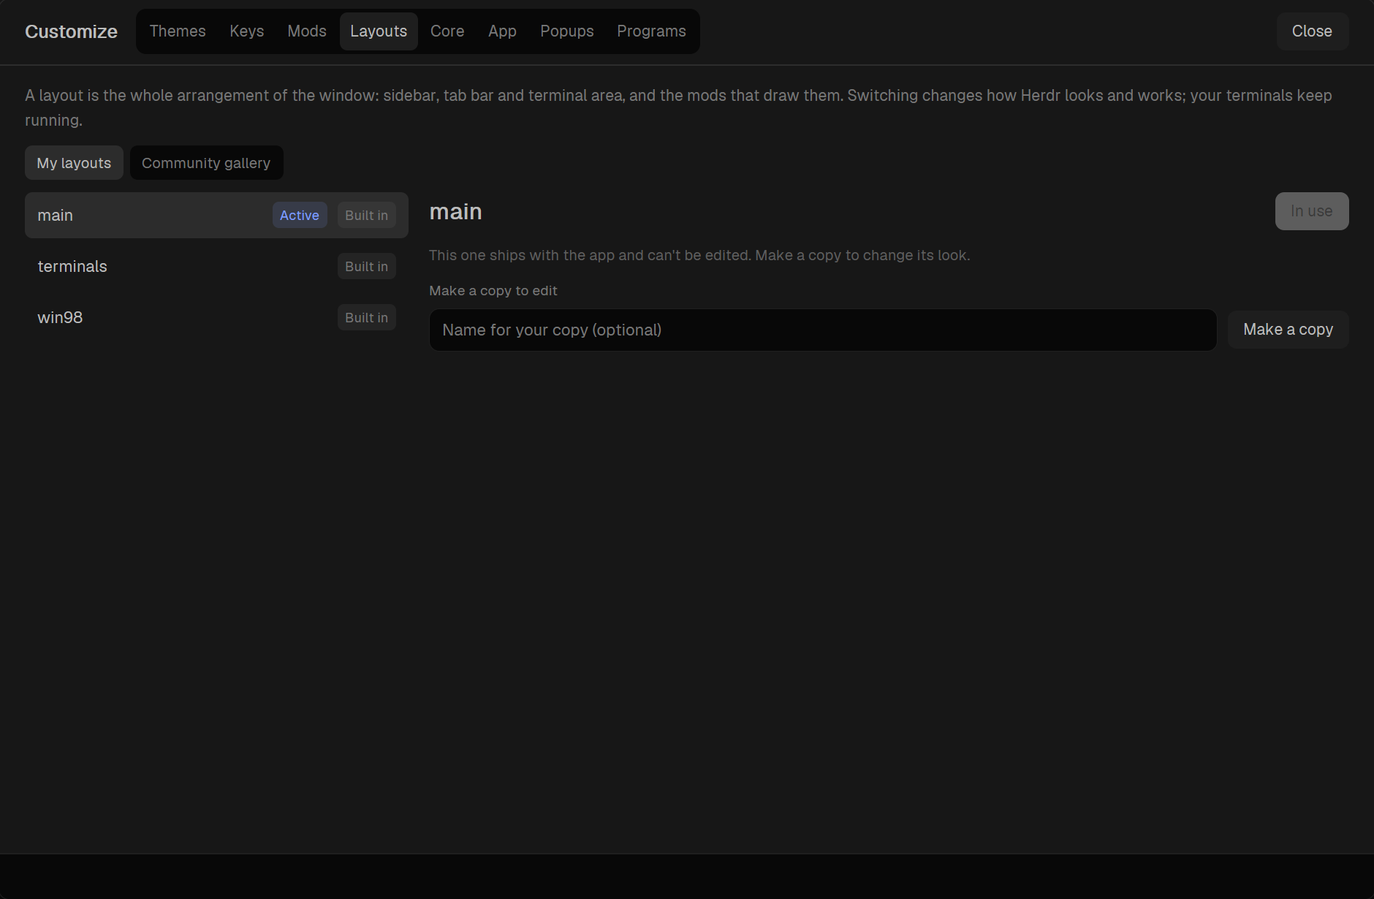 Customize
Themes
Keys
Mods
Layouts
Core
App
Popups
Programs
Close
A layout is the whole arrangement of the window: sidebar, tab bar and terminal area, and the mods that draw them. Switching changes how Herdr looks and works; your terminals keep
running.
My layouts
Community gallery
main
Active
Built in
terminals
Built in
win98
Built in
main
In use
This one ships with the app and can't be edited. Make a copy to change its look.
Make a copy to edit
Name for your copy (optional)
Make a copy